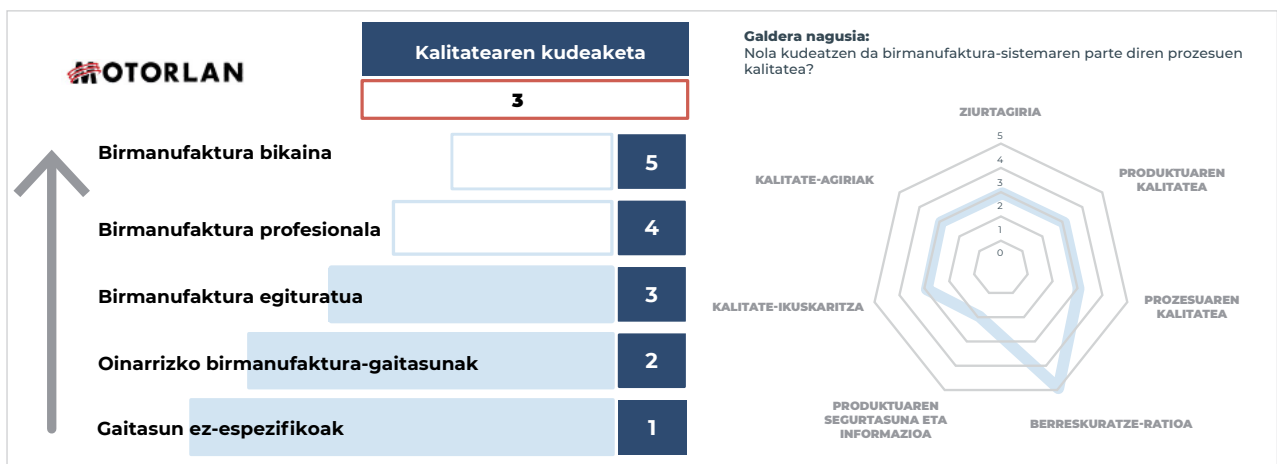 MOTORLAN
Kalitatearen kudeaketa
3
Birmanufaktura bikaina
5
Birmanufaktura profesionala
4
Birmanufaktura egituratua
3
Oinarrizko birmanufaktura-gaitasunak
2
Gaitasun ez-espezifikoak
1
Galdera nagusia:
Nola kudeatzen da birmanufaktura-sistemaren parte diren prozesuen
kalitatea?
ZIURTAGIRIA
5
4
3
2
1
0
KALITATE-AGIRIAK
PRODUKTUAREN
KALITATEA
KALITATE-IKUSKARITZA
PROZESUAREN
KALITATEA
PRODUKTUAREN
SEGURTASUNA ETA
INFORMAZIOA
BERRESKURATZE-RATIOA